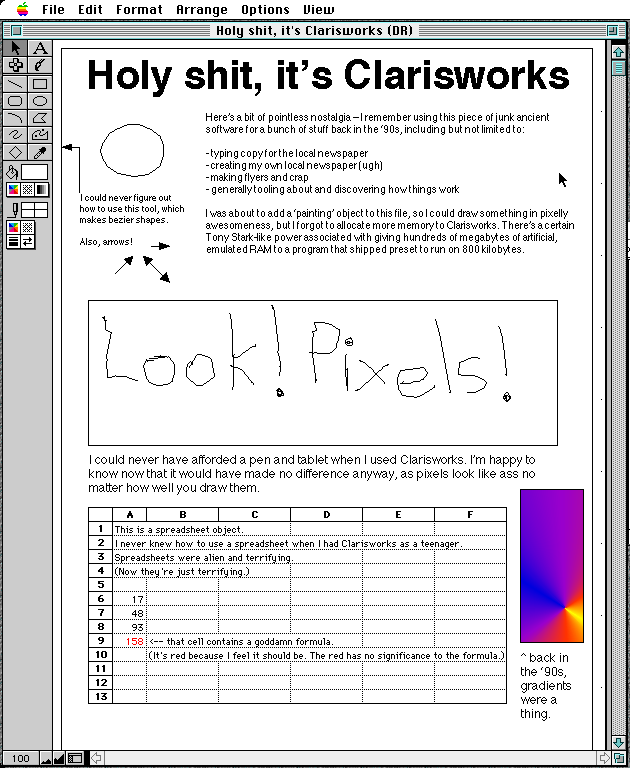 File Edit Format Arrange Options View
Holy shit, it's Clarisworks (DR)
A
Holy shit, it's Clarisworks
Here's a bit of pointless nostalgia – I remember using this piece of junk ancient
software for a bunch of stuff back in the '90s, including but not limited to:
-typing copy for the local newspaper
-creating my own local newspaper (ugh)
-making flyers and crap
- generally tooling about and discovering how things work
I could never figure out
how to use this tool, which
makes bezier shapes.
Also, arrows!
I was about to add a 'painting' object to this file, so I could draw something in pixelly
awesomeness, but I forgot to allocate more memory to Clarisworks. There's a certain
Tony Stark-like power associated with giving hundreds of megabytes of artificial,
emulated RAM to a program that shipped preset to run on 800 kilobytes.
Look! Pixels!
I could never have afforded a pen and tablet when I used Clarisworks. I'm happy to
know now that it would have made no difference anyway, as pixels look like ass no
matter how well you draw them.
A B C D E F
1 This is a spreadsheet object.
2 I never knew how to use a spreadsheet when I had Clarisworks as a teenager.
3 Spreadsheets were alien and terrifying.
4 (Now they're just terrifying.)
5
6 17
7 48
8 93
9 158 <-- that cell contains a goddamn formula.
10 (It's red because I feel it should be. The red has no significance to the formula.)
11
12
13
^ back in
the '90s,
gradients
were a
thing.
100